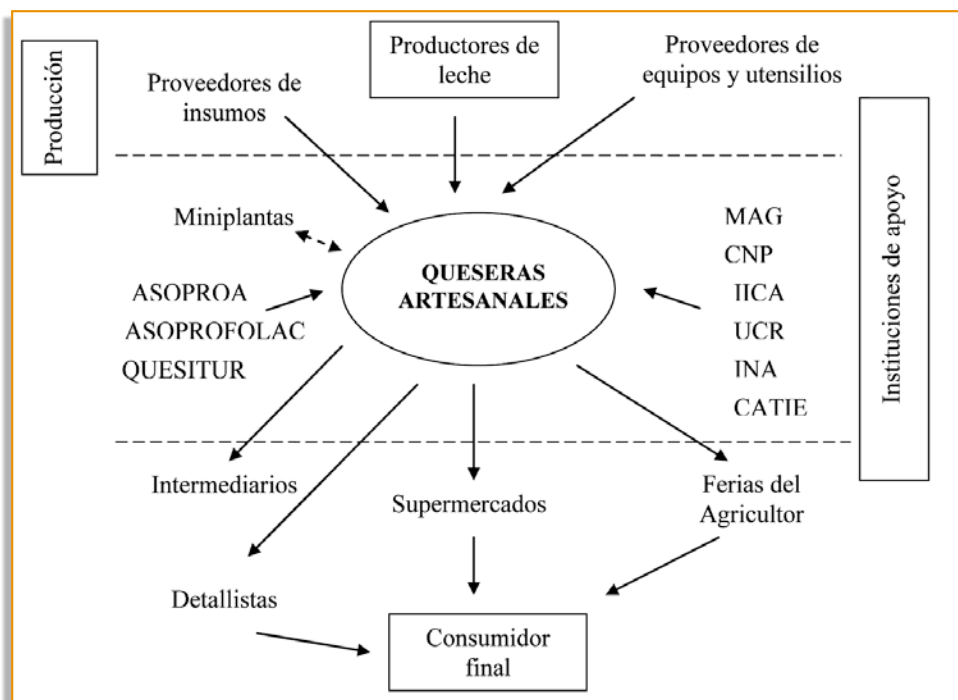 Producción
Proveedores de
insumos
Productores de
leche
Proveedores de
equipos y utensilios
Miniplantas
ASOPROA
ASOPROFOLAC
QUESITUR
QUESERAS
ARTESANALES
MAG
CNP
IICA
UCR
INA
CATIE
Instituciones de apoyo
Intermediarios
Supermercados
Ferias del
Agricultor
Detallistas
Consumidor
final